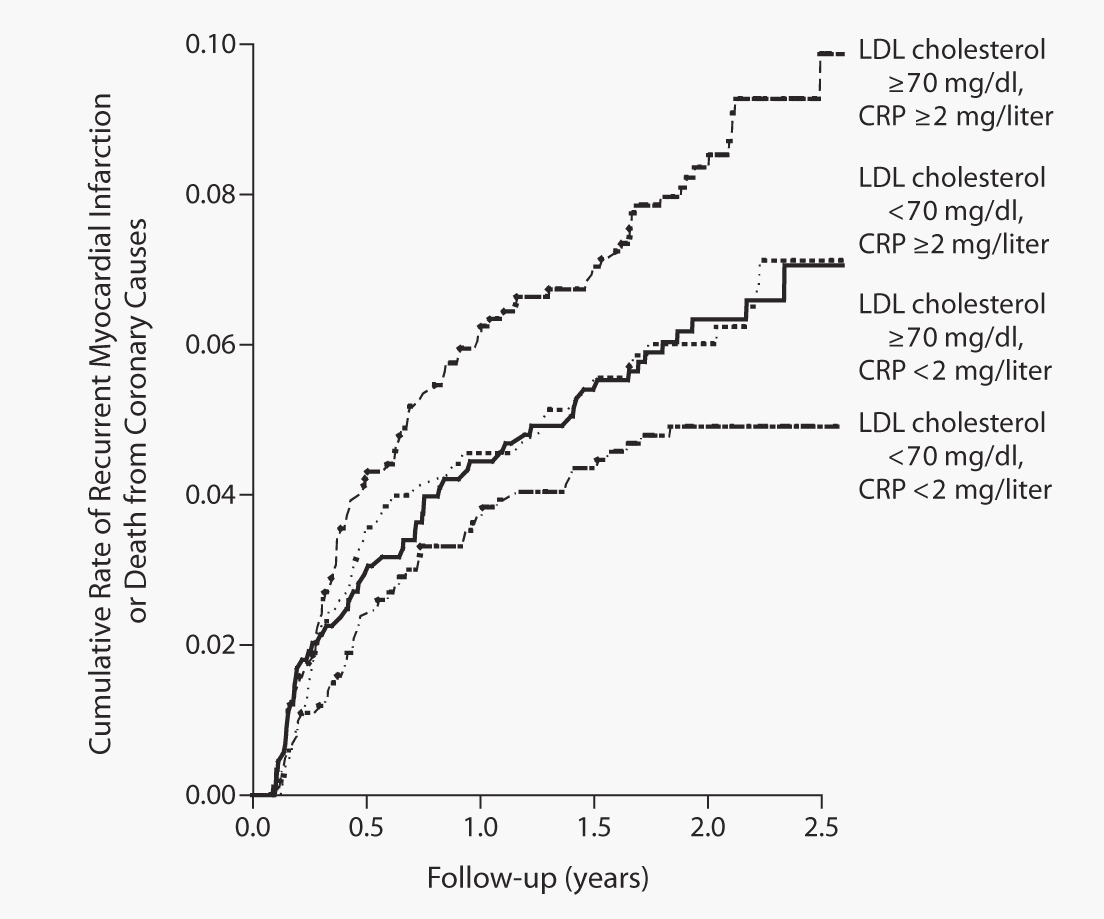 Cumulative Rate of Recurrent Myocardial Infarction
or Death from Coronary Causes
0.10
0.08
0.06
0.04
0.02
0.00
0.0 0.5 1.0 1.5 2.0 2.5
Follow-up (years)
LDL cholesterol
≥70 mg/dl,
CRP ≥2 mg/liter
LDL cholesterol
<70 mg/dl,
CRP ≥2 mg/liter
LDL cholesterol
≥70 mg/dl,
CRP <2 mg/liter
LDL cholesterol
<70 mg/dl,
CRP <2 mg/liter